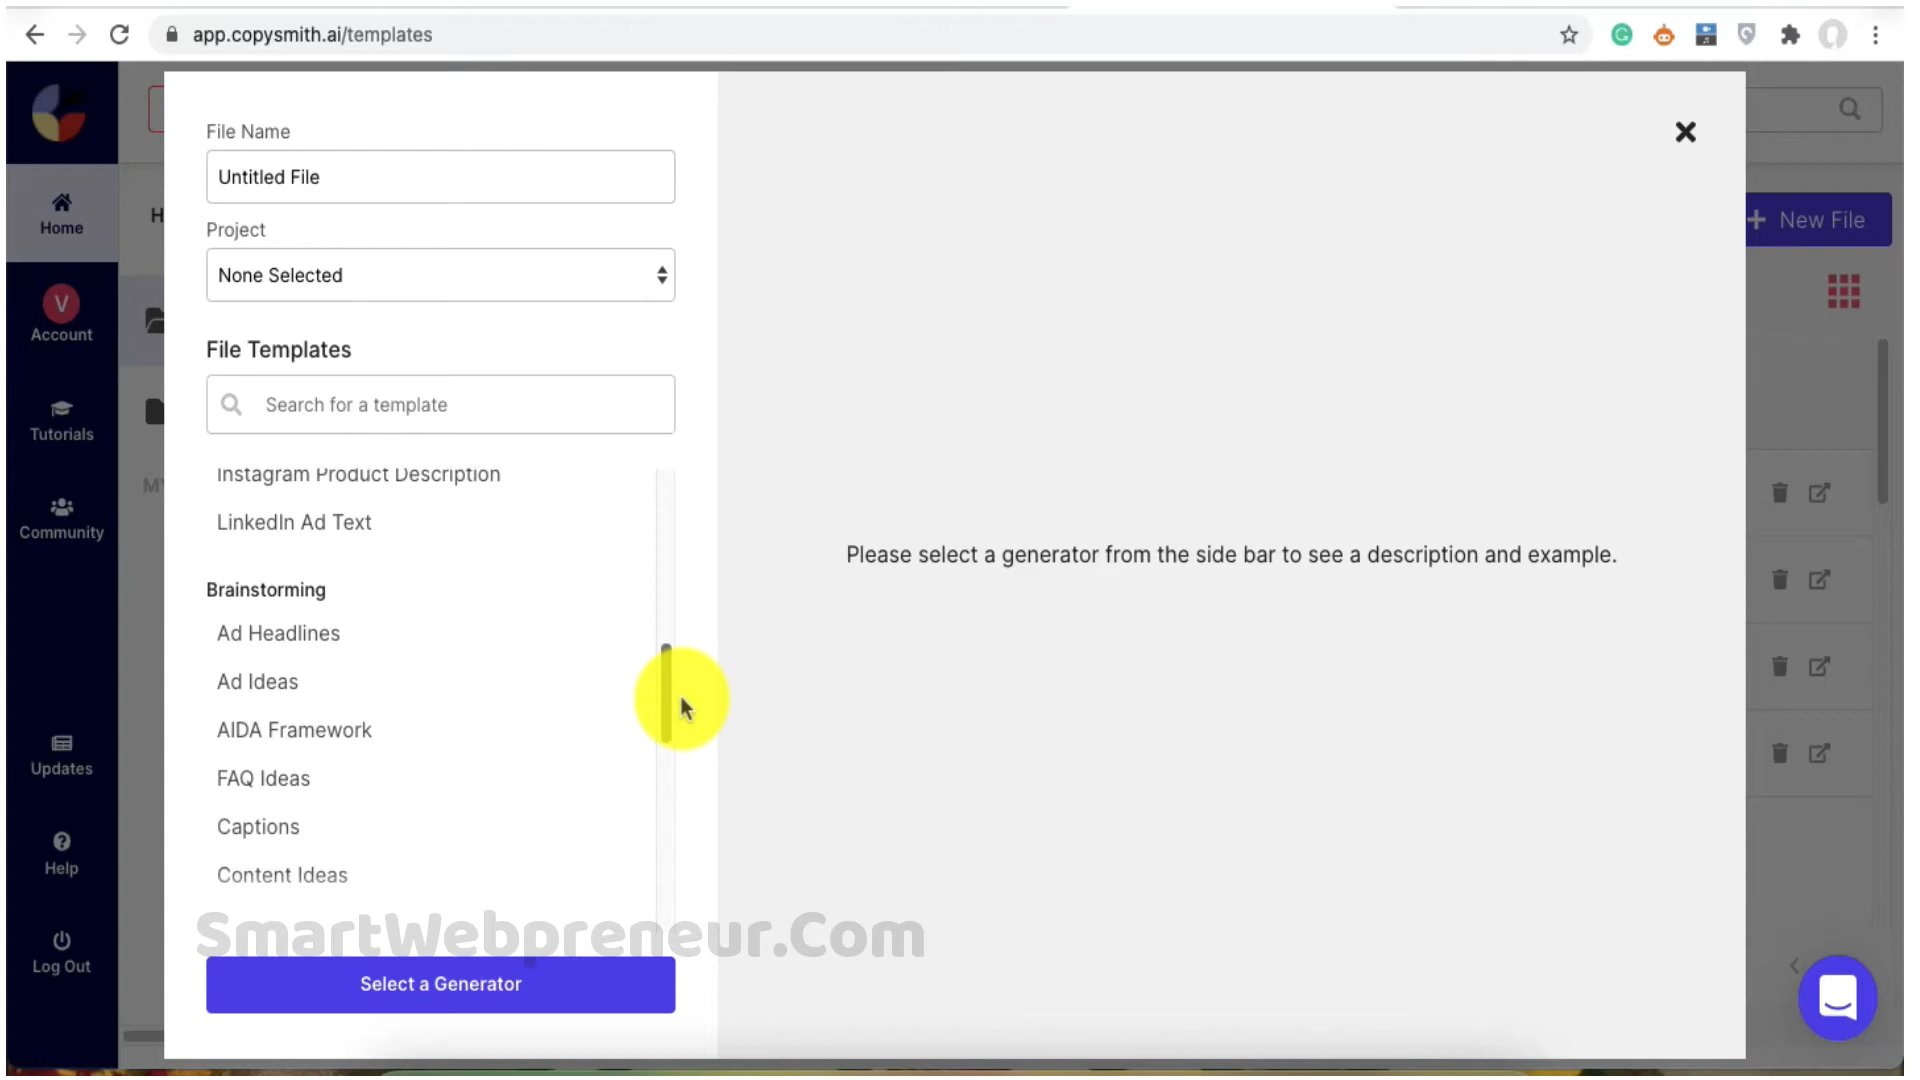 app.copysmith.ai/templates
File Name
Untitled File
Project
None Selected
File Templates
Search for a template
Instagram Product Description
LinkedIn Ad Text
Brainstorming
Ad Headlines
Ad Ideas
AIDA Framework
FAQ Ideas
Captions
Content Ideas
SmartWebpreneur.Com
Select a Generator
Please select a generator from the side bar to see a description and example.
Home
V
Account
Tutorials
Community
Updates
Help
Log Out
H
MY
+ New File